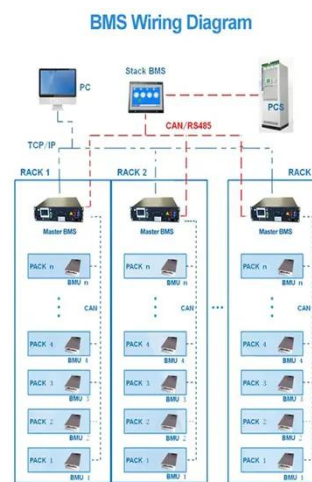 BMS Wiring Diagram
PC
Stack BMS
PCS
CAN/RS485
TCP/IP
RACK 1
RACK 2
RACK
Master BMS
Master BMS
Master BMS
PACK n
BMU n
PACK n
BMU n
PACK n
BMU n
CAN
CAN
CAN
PACK 4
BMU 4
PACK 4
BMU 4
PACK 4
BMU 4
PACK 3
BMU 3
PACK 3
BMU 3
PACK 3
BMU 3
PACK 2
BMU 2
PACK 2
BMU 2
PACK 2
BMU 2
PACK 1
BMU 1
PACK 1
BMU 1
PACK 1
BMU 1